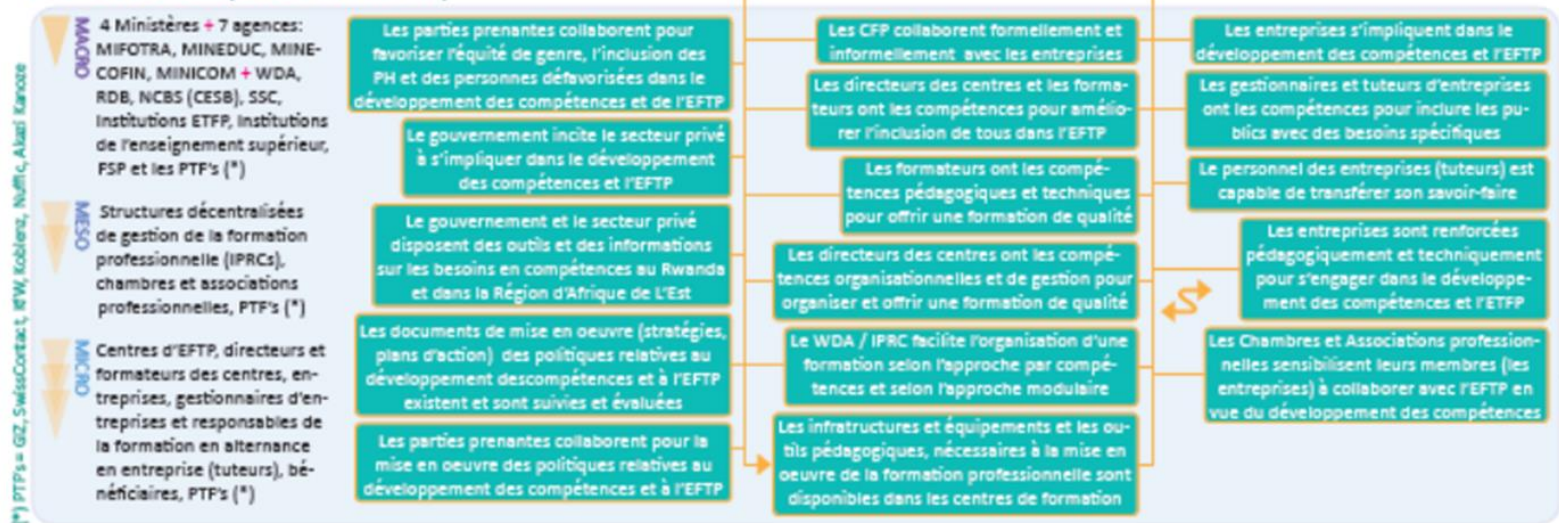 (*) PTPs= GIZ, SwissContact, KFW, Koblenz, Nuffic, Akazi Kanoze
MACRO
4 Ministères + 7 agences:
MIFOTRA, MINEDUC, MINE-
COFIN, MINICOM + WDA,
RDB, NCBS (CESB), SSC,
Institutions ETFP, Institutions
de l'enseignement supérieur,
FSP et les PTF's (*)
MESO
Structures décentralisées
de gestion de la formation
professionnelle (IPRCs),
chambres et associations
professionnelles, PTF's (*)
MICRO
Centres d'EFTP, directeurs et
formateurs des centres, en-
treprises, gestionnaires d'en-
treprises et responsables de
la formation en alternance
en entreprise (tuteurs), bé-
néficiaires, PTF's (*)
Les parties prenantes collaborent pour
favoriser l'équité de genre, l'inclusion des
PH et des personnes défavorisées dans le
développement des compétences et de l'EFTP
Le gouvernement incite le secteur privé
à s'impliquer dans le développement
des compétences et l'EFTP
Le gouvernement et le secteur privé
disposent des outils et des informations
sur les besoins en compétences au Rwanda
et dans la Région d'Afrique de L'Est
Les documents de mise en oeuvre (stratégies,
plans d'action) des politiques relatives au
développement descompétences et à l'EFTP
existent et sont suivies et évaluées
Les parties prenantes collaborent pour la
mise en oeuvre des politiques relatives au
développement des compétences et à l'EFTP
Les CFP collaborent formellement et
informellement avec les entreprises
Les directeurs des centres et les forma-
teurs ont les compétences pour amélio-
rer l'inclusion de tous dans l'EFTP
Les formateurs ont les compé-
tences pédagogiques et techniques
pour offrir une formation de qualité
Les directeurs des centres ont les compé-
tences organisationnelles et de gestion pour
organiser et offrir une formation de qualité
Le WDA / IPRC facilite l'organisation d'une
formation selon l'approche par compé-
tences et selon l'approche modulaire
Les infratructures et équipements et les ou-
tils pédagogiques, nécessaires à la mise en
oeuvre de la formation professionnelle sont
disponibles dans les centres de formation
Les entreprises s'impliquent dans le
développement des compétences et l'EFTP
Les gestionnaires et tuteurs d'entreprises
ont les compétences pour inclure les pu-
blics avec des besoins spécifiques
Le personnel des entreprises (tuteurs) est
capable de transférer son savoir-faire
Les entreprises sont renforcées
pédagogiquement et techniquement
pour s'engager dans le développe-
ment des compétences et l'ETFP
Les Chambres et Associations profession-
nelles sensibilisent leurs membres (les
entreprises) à collaborer avec l'EFTP en
vue du développement des compétences